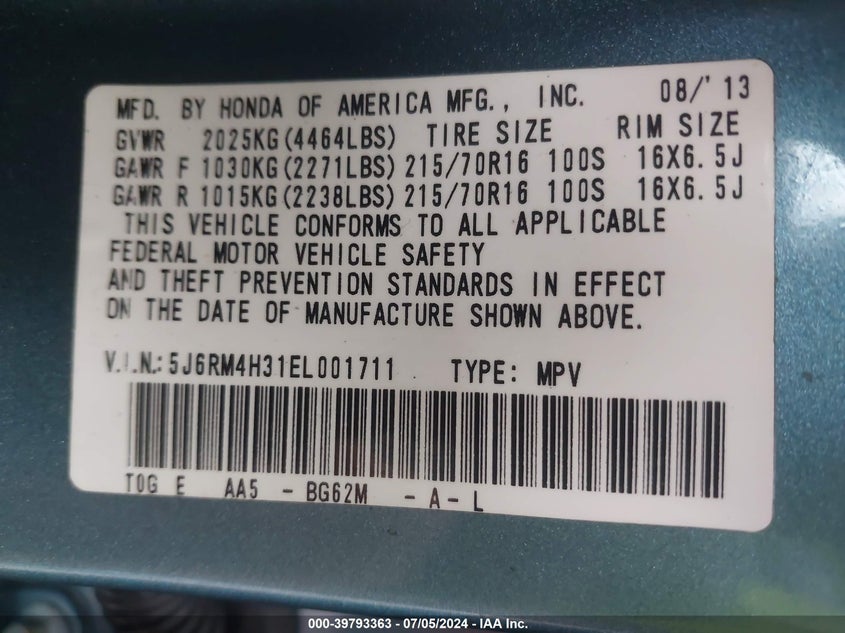 MFD. BY HONDA OF AMERICA MFG., INC. 08/'13
GVWR 2025KG(4464LBS) TIRE SIZE RIM SIZE
GAWR F 1030KG(2271LBS) 215/70R16 100S 16X6.5J
GAWR R 1015KG(2238LBS) 215/70R16 100S 16X6.5J
THIS VEHICLE CONFORMS TO ALL APPLICABLE
FEDERAL MOTOR VEHICLE SAFETY
AND THEFT PREVENTION STANDARDS IN EFFECT
ON THE DATE OF MANUFACTURE SHOWN ABOVE.
V.I.N.: 5J6RM4H31EL001711 TYPE: MPV
TOG E AA5 - BG62M - A - L
000-39793363 - 07/05/2024 - IAA Inc.